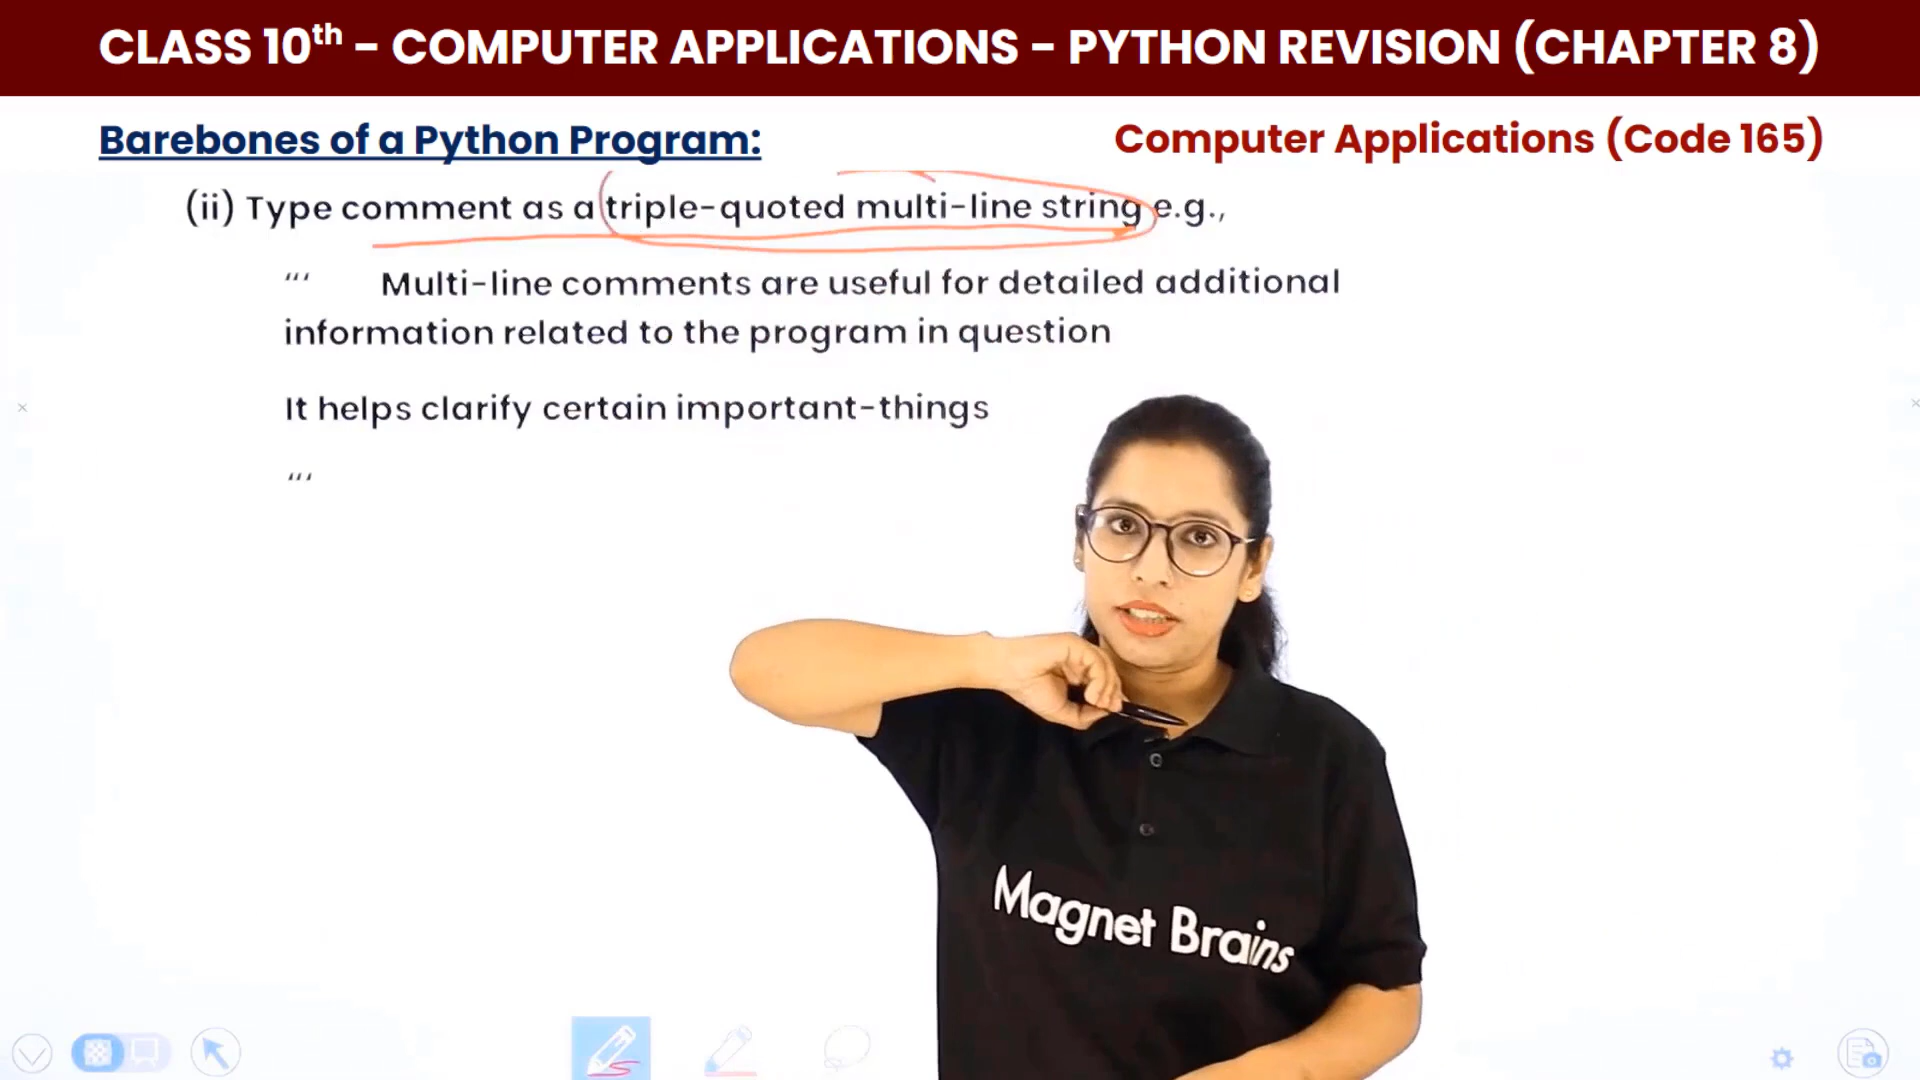 CLASS 10th – COMPUTER APPLICATIONS – PYTHON REVISION (CHAPTER 8)
Barebones of a Python Program:
Computer Applications (Code 165)
(ii) Type comment as a triple-quoted multi-line string e.g.,
‘‘‘ Multi-line comments are useful for detailed additional
information related to the program in question
It helps clarify certain important-things
‘‘‘
Magnet Brains